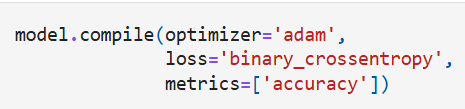 model.compile(optimizer='adam',
              loss='binary_crossentropy',
              metrics=['accuracy'])